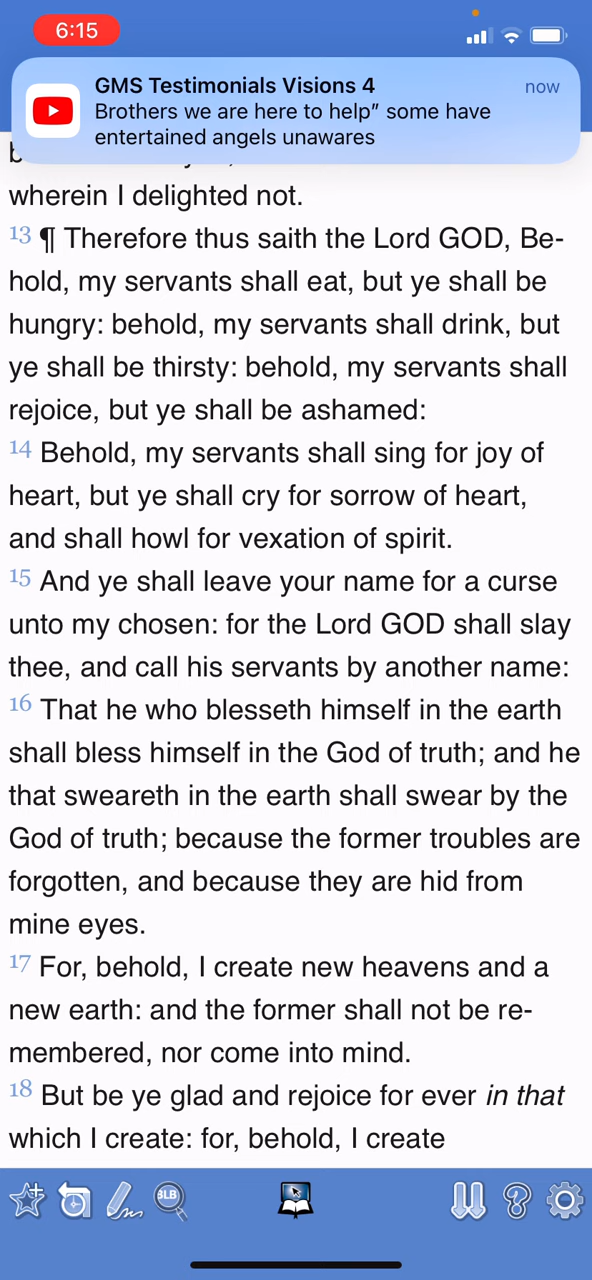 6:15
GMS Testimonials Visions 4
now
Brothers we are here to help” some have
entertained angels unawares
wherein I delighted not.
13 ¶ Therefore thus saith the Lord GOD, Be-
hold, my servants shall eat, but ye shall be
hungry: behold, my servants shall drink, but
ye shall be thirsty: behold, my servants shall
rejoice, but ye shall be ashamed:
14 Behold, my servants shall sing for joy of
heart, but ye shall cry for sorrow of heart,
and shall howl for vexation of spirit.
15 And ye shall leave your name for a curse
unto my chosen: for the Lord GOD shall slay
thee, and call his servants by another name:
16 That he who blesseth himself in the earth
shall bless himself in the God of truth; and he
that sweareth in the earth shall swear by the
God of truth; because the former troubles are
forgotten, and because they are hid from
mine eyes.
17 For, behold, I create new heavens and a
new earth: and the former shall not be re-
membered, nor come into mind.
18 But be ye glad and rejoice for ever in that
which I create: for, behold, I create
BLB